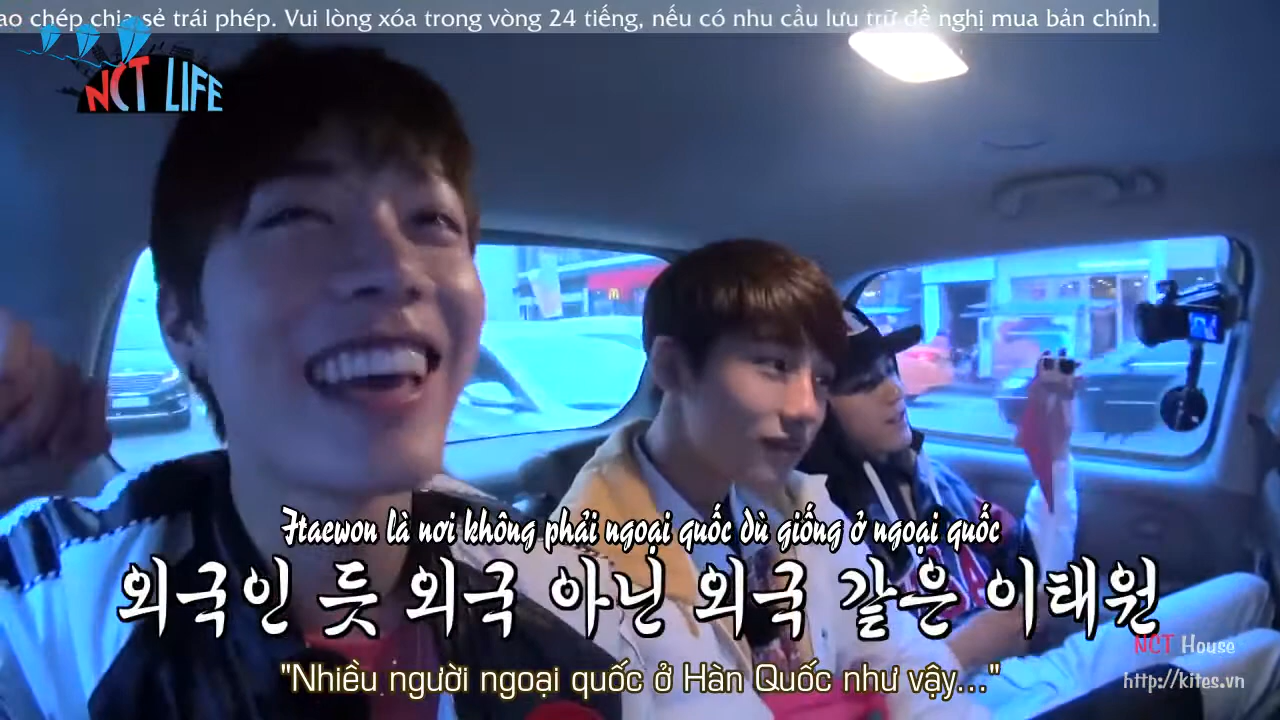 ao chép chia sẻ trái phép. Vui lòng xóa trong vòng 24 tiếng, nếu có nhu cầu lưu trữ đề nghị mua bản chính.
NCT LIFE
Itaewon là nơi không phải ngoại quốc dù giống ở ngoại quốc
외국인 듯 외국 아닌 외국 같은 이태원
NCT House
"Nhiều người ngoại quốc ở Hàn Quốc như vậy..."
http://kites.vn